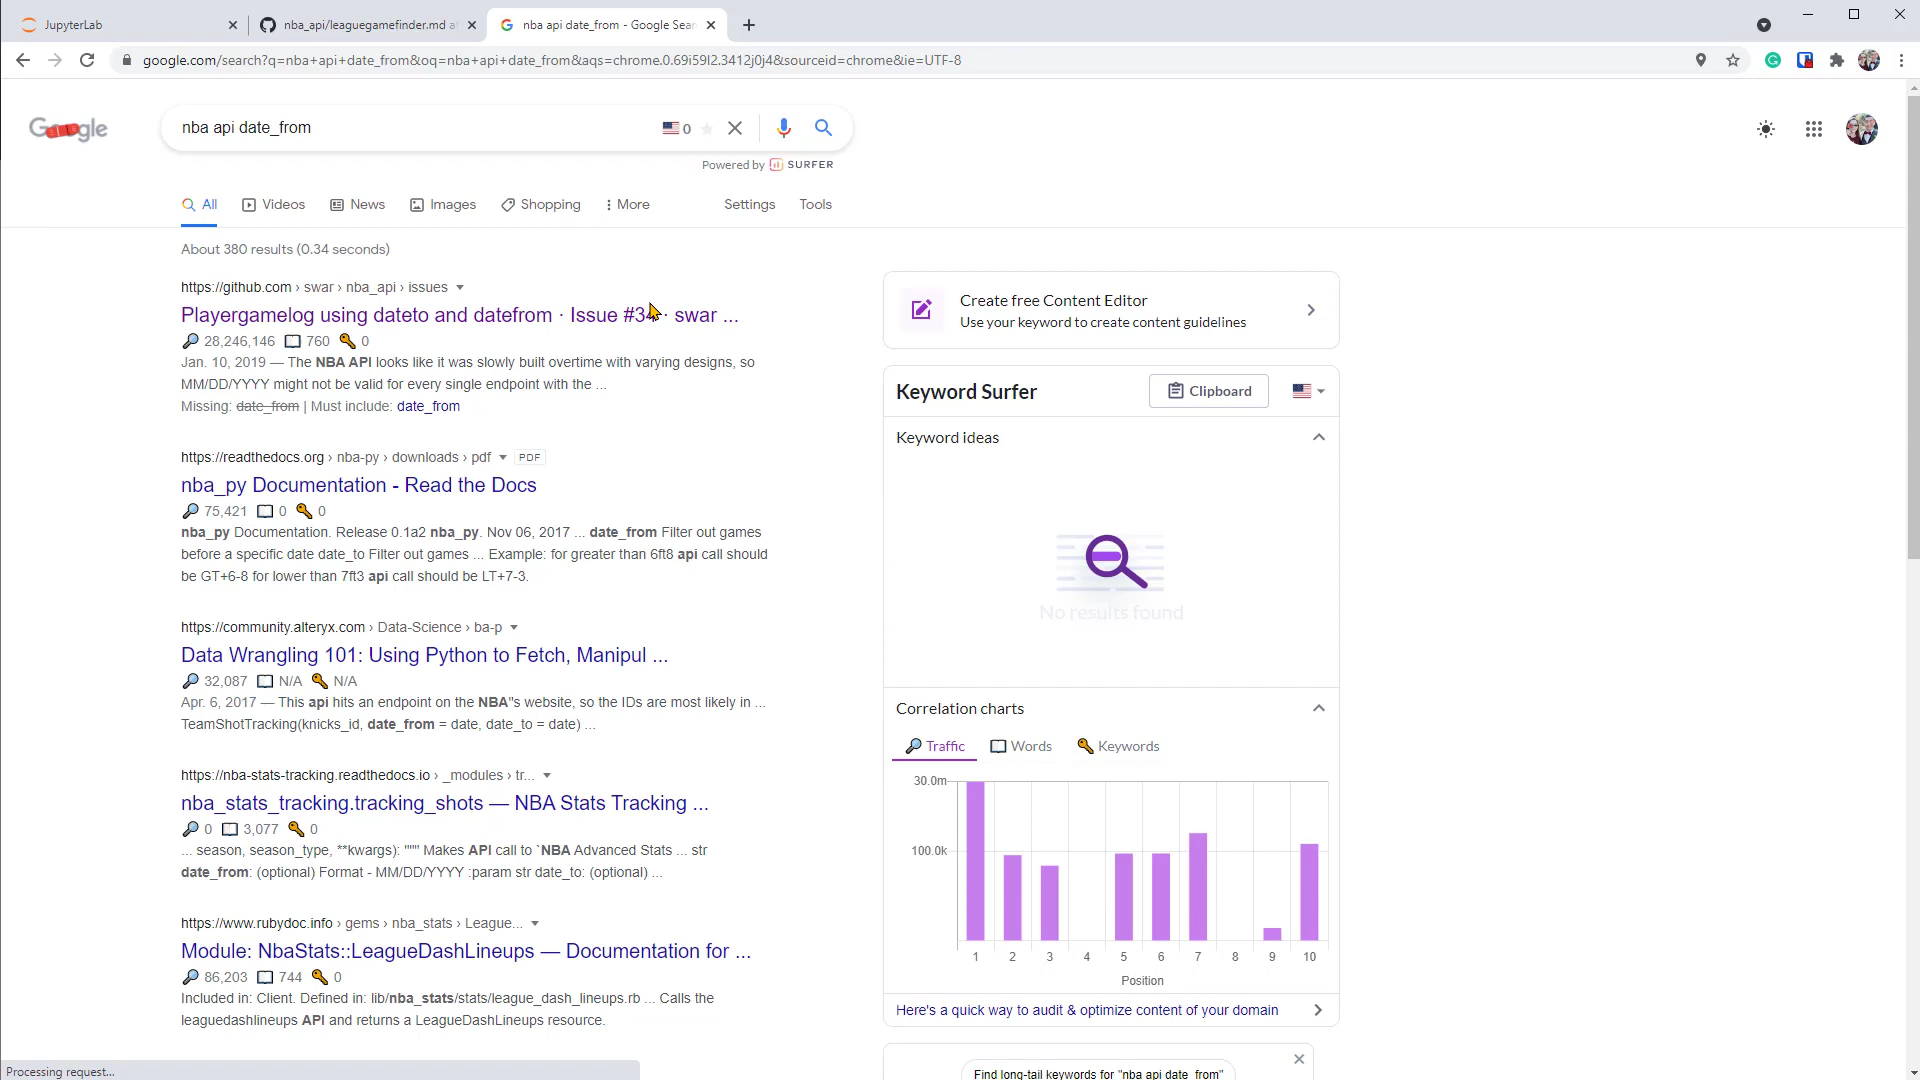 JupyterLab
nba_api/leaguegamefinder.md at
nba api date_from - Google Sear
google.com/search?q=nba+api+date_from&oq=nba+api+date_from&aqs=chrome.0.69i59l2.3412j0j4&sourceid=chrome&ie=UTF-8
Google
nba api date_from
0
Powered by SURFER
All Videos News Images Shopping More Settings Tools
About 380 results (0.34 seconds)
https://github.com › swar › nba_api › issues
Playergamelog using dateto and datefrom · Issue #34 · swar ...
28,246,146 760 0
Jan. 10, 2019 — The NBA API looks like it was slowly built overtime with varying designs, so
MM/DD/YYYY might not be valid for every single endpoint with the ...
Missing: date_from | Must include: date_from
https://readthedocs.org › nba-py › downloads › pdf PDF
nba_py Documentation - Read the Docs
75,421 0 0
nba_py Documentation. Release 0.1a2 nba_py. Nov 06, 2017 ... date_from Filter out games
before a specific date date_to Filter out games ... Example: for greater than 6ft8 api call should
be GT+6-8 for lower than 7ft3 api call should be LT+7-3.
https://community.alteryx.com › Data-Science › ba-p
Data Wrangling 101: Using Python to Fetch, Manipul ...
32,087 N/A N/A
Apr. 6, 2017 — This api hits an endpoint on the NBA"s website, so the IDs are most likely in ...
TeamShotTracking(knicks_id, date_from = date, date_to = date) ...
https://nba-stats-tracking.readthedocs.io › _modules › tr...
nba_stats_tracking.tracking_shots — NBA Stats Tracking ...
0 3,077 0
... season, season_type, **kwargs): """ Makes API call to `NBA Advanced Stats ... str
date_from: (optional) Format - MM/DD/YYYY :param str date_to: (optional) ...
https://www.rubydoc.info › gems › nba_stats › League...
Module: NbaStats::LeagueDashLineups — Documentation for ...
86,203 744 0
Included in: Client. Defined in: lib/nba_stats/stats/league_dash_lineups.rb ... Calls the
leaguedashlineups API and returns a LeagueDashLineups resource.
Processing request...
Create free Content Editor
Use your keyword to create content guidelines
Keyword Surfer
Clipboard
Keyword ideas
No results found
Correlation charts
Traffic Words Keywords
30.0m
100.0k
1 2 3 4 5 6 7 8 9 10
Position
Here's a quick way to audit & optimize content of your domain
Find long-tail keywords for "nba api date_from"